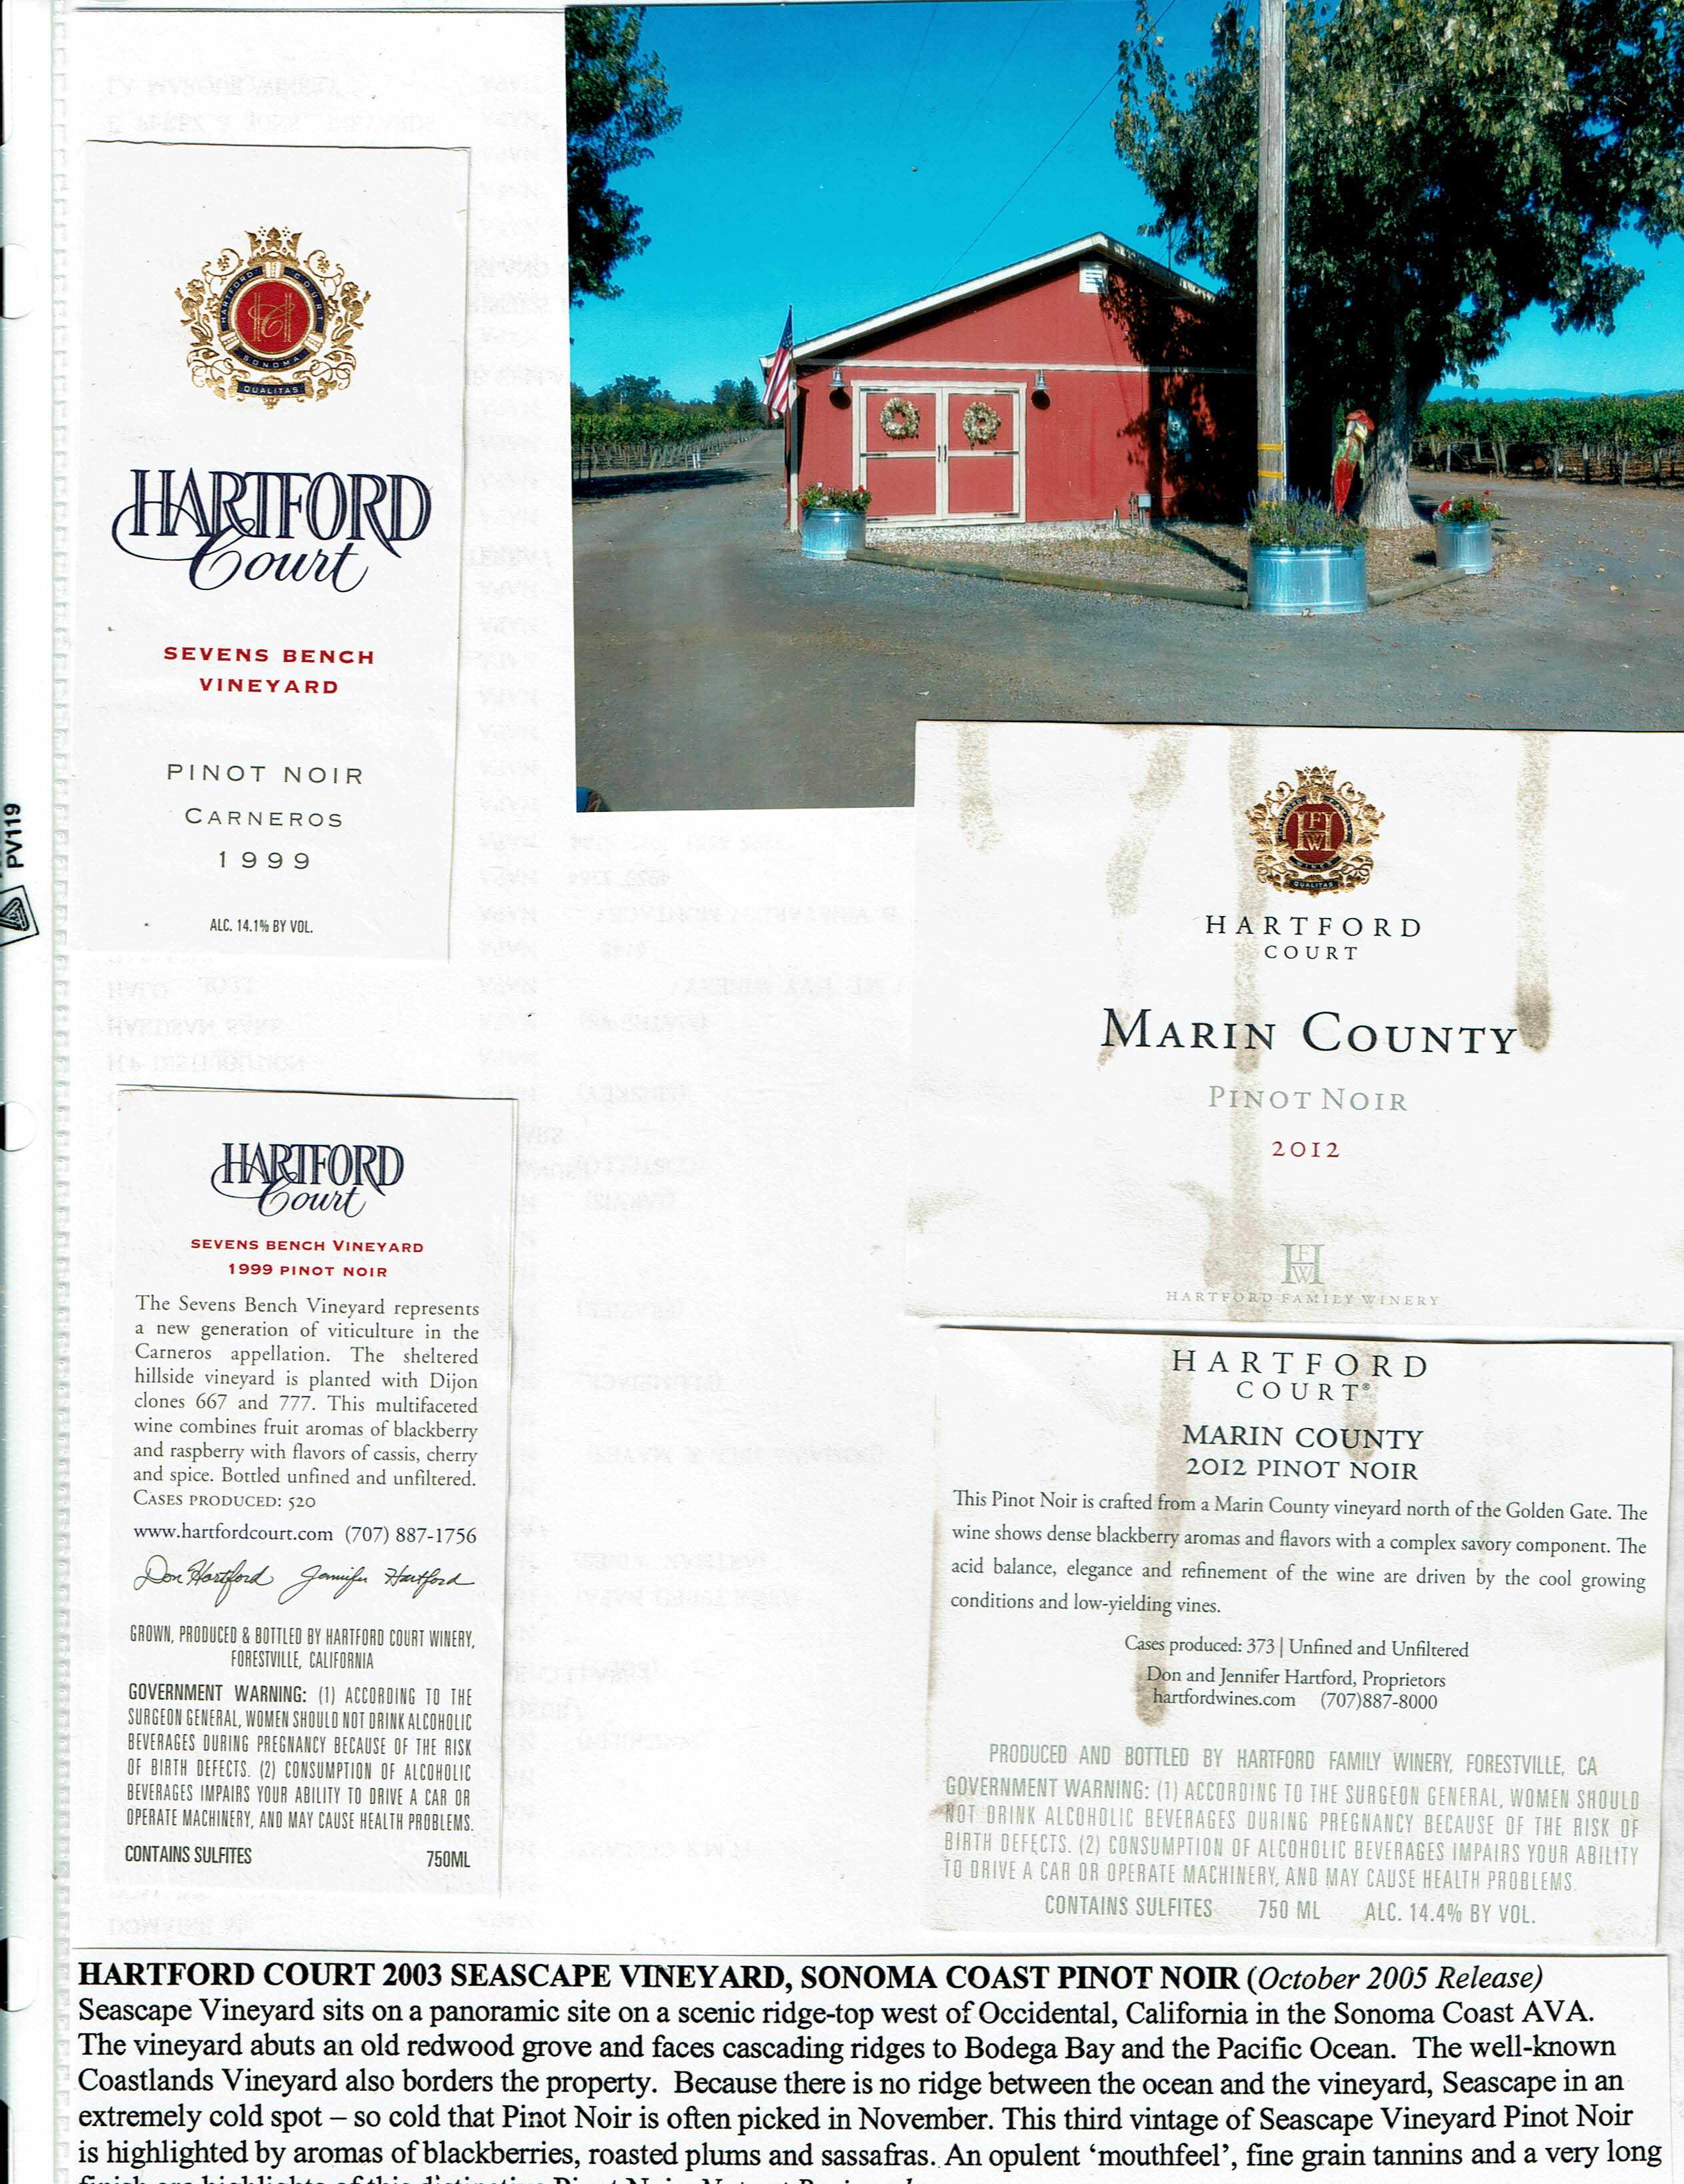 HARTFORD COURT
SONOMA
QUALITAS
HARTFORD
Court
SEVENS BENCH
VINEYARD
PINOT NOIR
CARNEROS
1999
ALC. 14.1% BY VOL.
PV119
HARTFORD
Court
SEVENS BENCH VINEYARD
1999 PINOT NOIR
The Sevens Bench Vineyard represents
a new generation of viticulture in the
Carneros appellation. The sheltered
hillside vineyard is planted with Dijon
clones 667 and 777. This multifaceted
wine combines fruit aromas of blackberry
and raspberry with flavors of cassis, cherry
and spice. Bottled unfined and unfiltered.
CASES PRODUCED: 520
www.hartfordcourt.com (707) 887-1756
Don Hartford Jennifer Hartford
GROWN, PRODUCED & BOTTLED BY HARTFORD COURT WINERY,
FORESTVILLE, CALIFORNIA
GOVERNMENT WARNING: (1) ACCORDING TO THE
SURGEON GENERAL, WOMEN SHOULD NOT DRINK ALCOHOLIC
BEVERAGES DURING PREGNANCY BECAUSE OF THE RISK
OF BIRTH DEFECTS. (2) CONSUMPTION OF ALCOHOLIC
BEVERAGES IMPAIRS YOUR ABILITY TO DRIVE A CAR OR
OPERATE MACHINERY, AND MAY CAUSE HEALTH PROBLEMS.
CONTAINS SULFITES 750ML
QUALITAS
HARTFORD
COURT
MARIN COUNTY
PINOT NOIR
2012
HFW
HARTFORD FAMILY WINERY
HARTFORD
COURT®
MARIN COUNTY
2012 PINOT NOIR
This Pinot Noir is crafted from a Marin County vineyard north of the Golden Gate. The
wine shows dense blackberry aromas and flavors with a complex savory component. The
acid balance, elegance and refinement of the wine are driven by the cool growing
conditions and low-yielding vines.
Cases produced: 373 | Unfined and Unfiltered
Don and Jennifer Hartford, Proprietors
hartfordwines.com (707)887-8000
PRODUCED AND BOTTLED BY HARTFORD FAMILY WINERY, FORESTVILLE, CA
GOVERNMENT WARNING: (1) ACCORDING TO THE SURGEON GENERAL, WOMEN SHOULD
NOT DRINK ALCOHOLIC BEVERAGES DURING PREGNANCY BECAUSE OF THE RISK OF
BIRTH DEFECTS. (2) CONSUMPTION OF ALCOHOLIC BEVERAGES IMPAIRS YOUR ABILITY
TO DRIVE A CAR OR OPERATE MACHINERY, AND MAY CAUSE HEALTH PROBLEMS.
CONTAINS SULFITES 750 ML ALC. 14.4% BY VOL.
HARTFORD COURT 2003 SEASCAPE VINEYARD, SONOMA COAST PINOT NOIR (October 2005 Release)
Seascape Vineyard sits on a panoramic site on a scenic ridge-top west of Occidental, California in the Sonoma Coast AVA.
The vineyard abuts an old redwood grove and faces cascading ridges to Bodega Bay and the Pacific Ocean. The well-known
Coastlands Vineyard also borders the property. Because there is no ridge between the ocean and the vineyard, Seascape in an
extremely cold spot – so cold that Pinot Noir is often picked in November. This third vintage of Seascape Vineyard Pinot Noir
is highlighted by aromas of blackberries, roasted plums and sassafras. An opulent ‘mouthfeel’, fine grain tannins and a very long